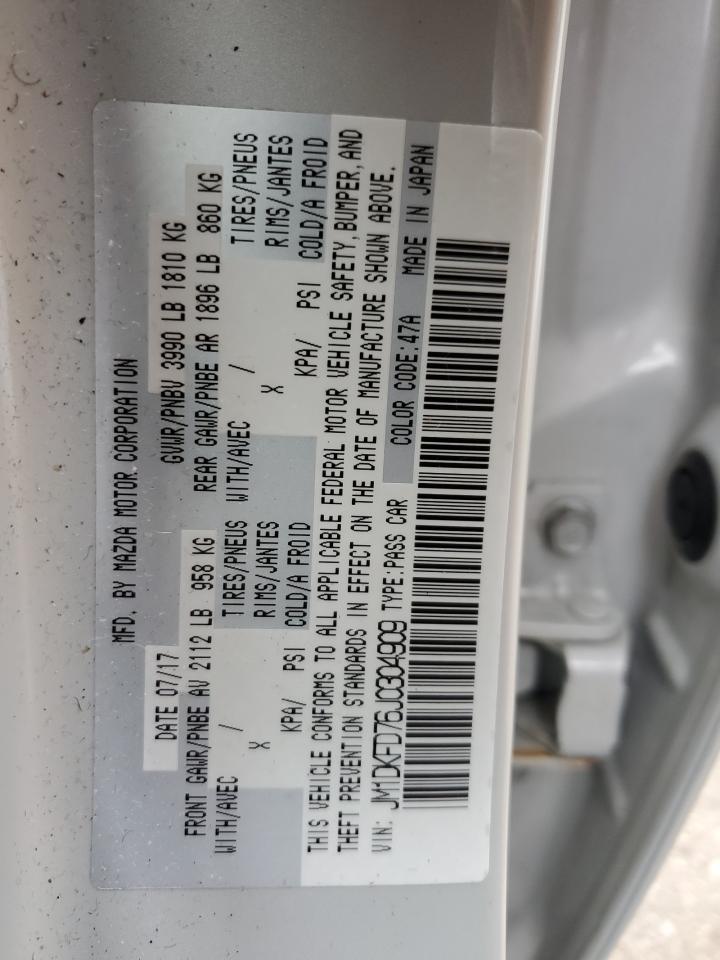 MFD. BY MAZDA MOTOR CORPORATION
DATE 07/17 GVWR/PNBV 3990 LB 1810 KG
FRONT GAWR/PNBE AV 2112 LB 958 KG REAR GAWR/PNBE AR 1896 LB 860 KG
WITH/AVEC TIRES/PNEUS WITH/AVEC TIRES/PNEUS
/ RIMS/JANTES / RIMS/JANTES
X COLD/A FROID X COLD/A FROID
KPA/ PSI KPA/ PSI
THIS VEHICLE CONFORMS TO ALL APPLICABLE FEDERAL MOTOR VEHICLE SAFETY, BUMPER, AND
THEFT PREVENTION STANDARDS IN EFFECT ON THE DATE OF MANUFACTURE SHOWN ABOVE.
VIN: JM1DKFD76J0304909 TYPE:PASS CAR COLOR CODE:47A MADE IN JAPAN